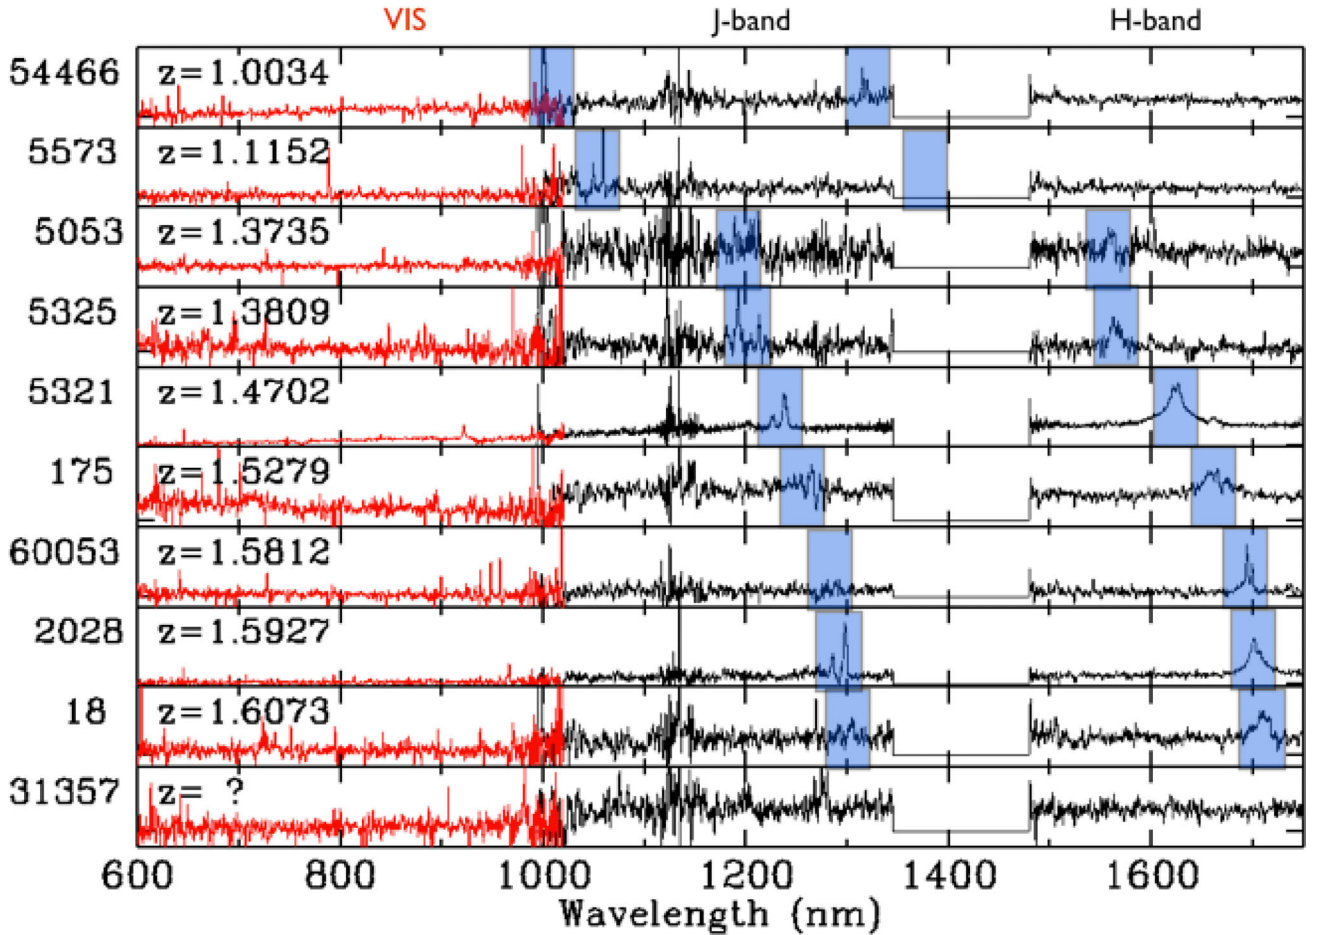 VIS J-band H-band
54466 z=1.0034
5573 z=1.1152
5053 z=1.3735
5325 z=1.3809
5321 z=1.4702
175 z=1.5279
60053 z=1.5812
2028 z=1.5927
18 z=1.6073
31357 z= ?
600 800 1000 1200 1400 1600
Wavelength (nm)